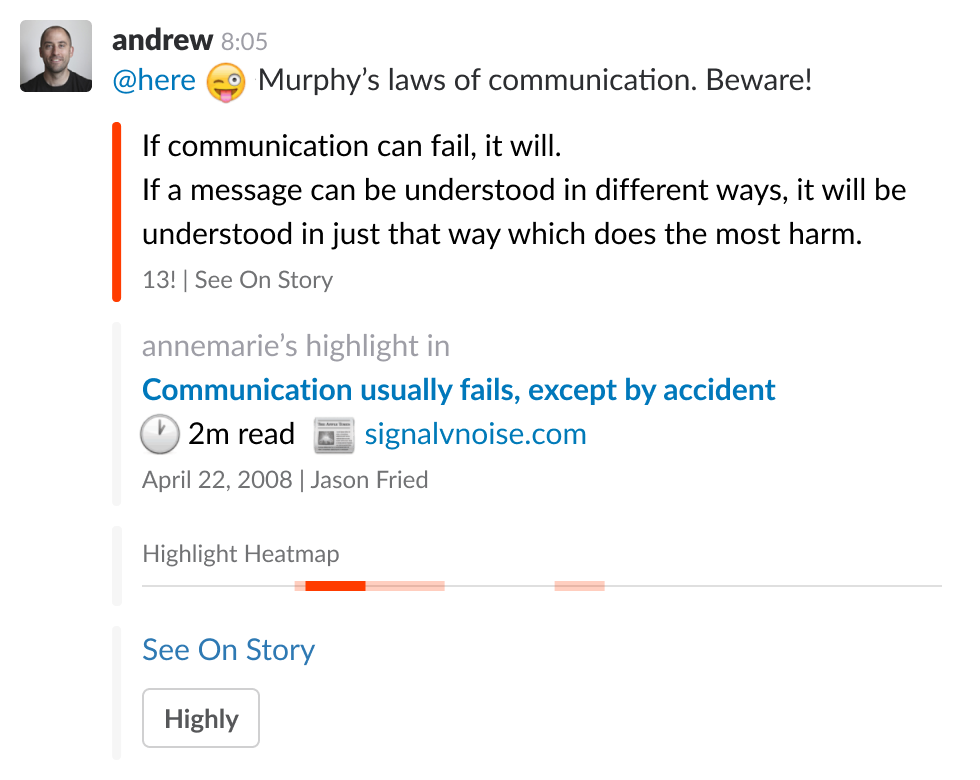 andrew 8:05
@here 😜 Murphy’s laws of communication. Beware!
If communication can fail, it will.
If a message can be understood in different ways, it will be
understood in just that way which does the most harm.
13! | See On Story
annemarie’s highlight in
Communication usually fails, except by accident
2m read signalvnoise.com
April 22, 2008 | Jason Fried
Highlight Heatmap
See On Story
Highly